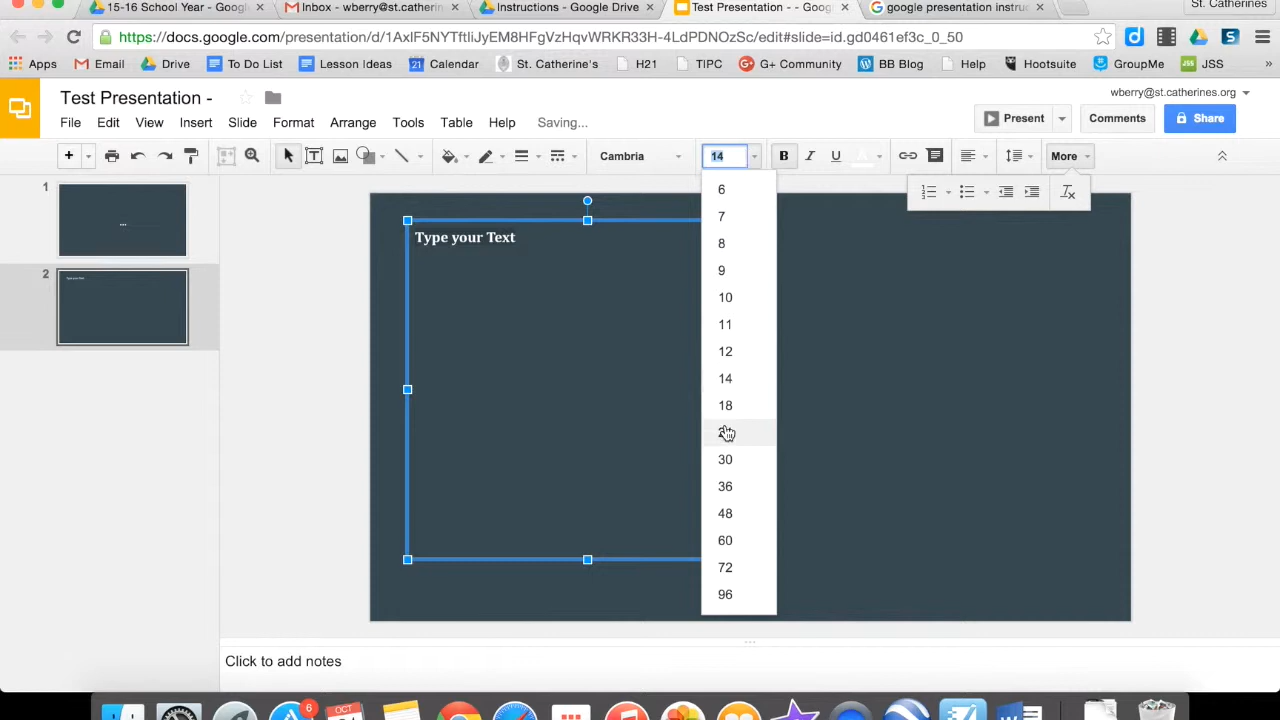 15-16 School Year - Googl
Inbox - wberry@st.catherin
Instructions - Google Drive
Test Presentation - - Goog
google presentation instruc
St. Catherines
https://docs.google.com/presentation/d/1AxIF5NYTftliJyEM8HFgVzHqvWRKR33H-4LdPDNOzSc/edit#slide=id.gd0461ef3c_0_50
Apps
Email
Drive
To Do List
Lesson Ideas
21
Calendar
St. Catherine's
H21
TIPC
G+ Community
BB Blog
Help
Hootsuite
GroupMe
JSS
»
Test Presentation -
wberry@st.catherines.org
File
Edit
View
Insert
Slide
Format
Arrange
Tools
Table
Help
Saving...
Present
Comments
Share
Cambria
14
B
I
U
A
More
6
7
8
9
10
11
12
14
18
30
36
48
60
72
96
1
2
Type your Text
Click to add notes
6
OCT